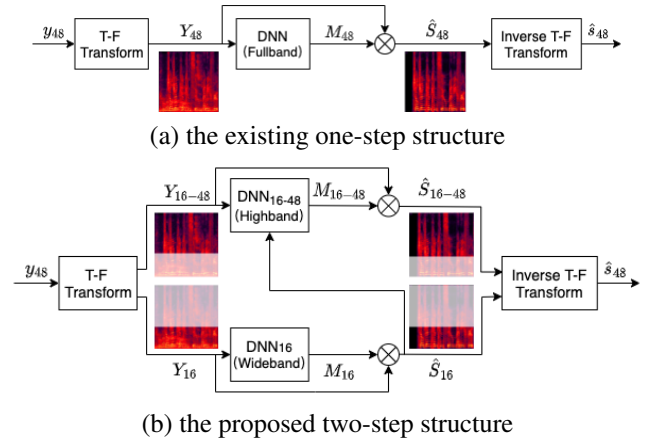 y₄₈
T-F
Transform
Y₄₈
DNN
(Fullband)
M₄₈
Ŝ₄₈
Inverse T-F
Transform
ŝ₄₈
(a) the existing one-step structure
y₄₈
T-F
Transform
Y₁₆₋₄₈
DNN₁₆₋₄₈
(Highband)
M₁₆₋₄₈
Ŝ₁₆₋₄₈
Y₁₆
DNN₁₆
(Wideband)
M₁₆
Ŝ₁₆
Inverse T-F
Transform
ŝ₄₈
(b) the proposed two-step structure